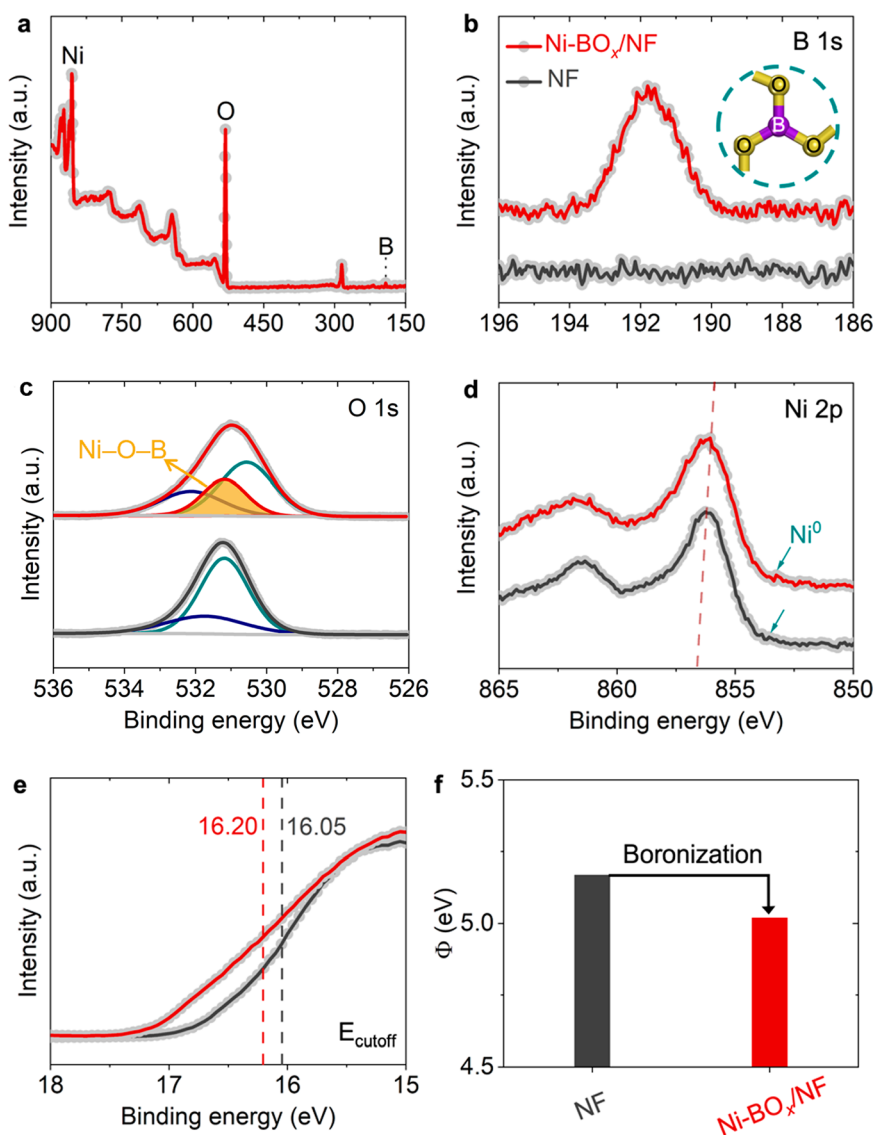 a
Ni
O
B
Intensity (a.u.)
900 750 600 450 300 150
b
Ni-BOₓ/NF
NF
B 1s
O
B
O O
Intensity (a.u.)
196 194 192 190 188 186
c
O 1s
Ni–O–B
Intensity (a.u.)
536 534 532 530 528 526
Binding energy (eV)
d
Ni 2p
Ni⁰
Intensity (a.u.)
865 860 855 850
Binding energy (eV)
e
16.20 16.05
E_cutoff
Intensity (a.u.)
18 17 16 15
Binding energy (eV)
f
5.5
5.0
4.5
Φ (eV)
Boronization
NF
Ni-BOₓ/NF